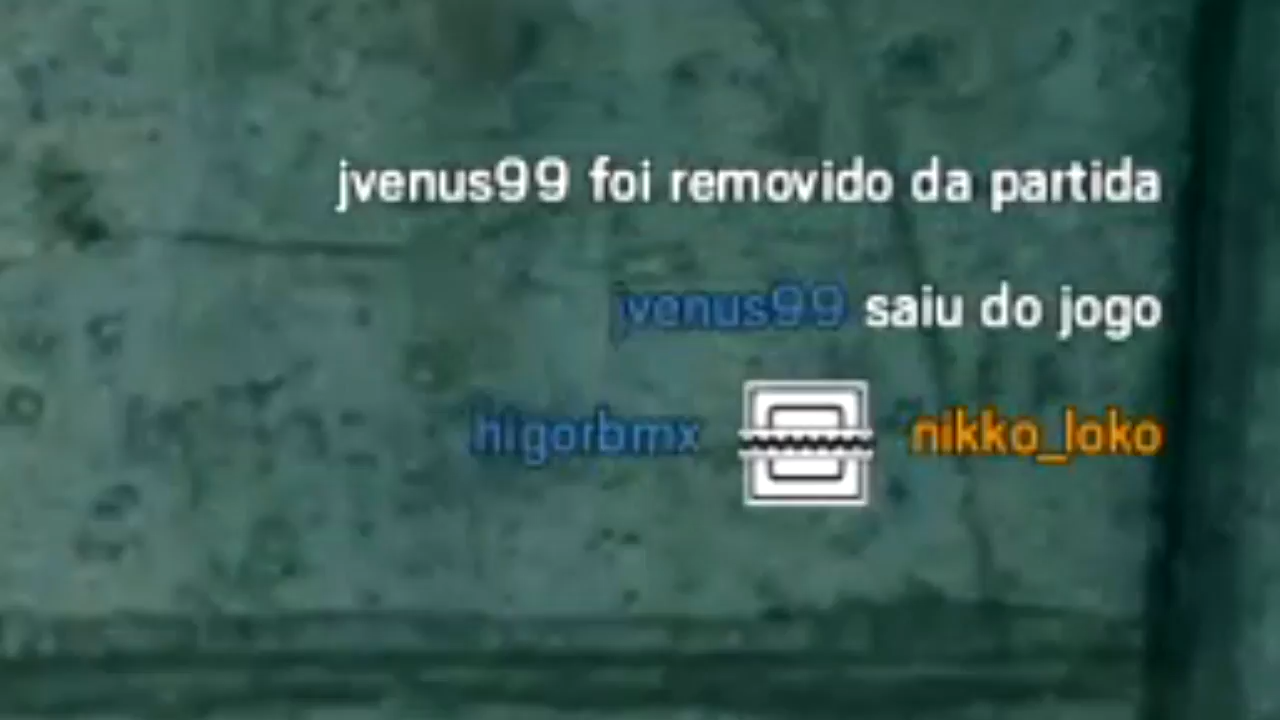 jvenus99 foi removido da partida
jvenus99 saiu do jogo
higorbmx nikko_loko